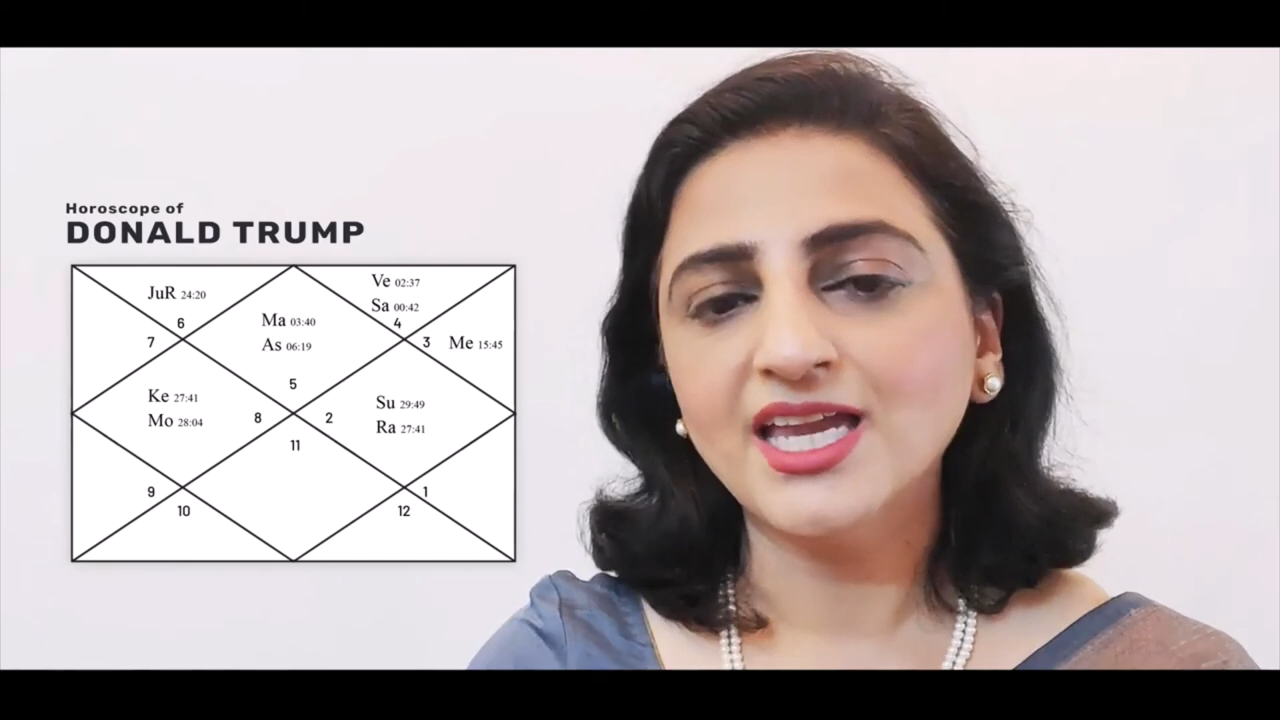 Horoscope of
DONALD TRUMP
JuR 24:20
6
7
Ma 03:40
As 06:19
5
Ve 02:37
Sa 00:42
4
3 Me 15:45
Ke 27:41
Mo 28:04
8
2
Su 29:49
Ra 27:41
11
9
10
1
12